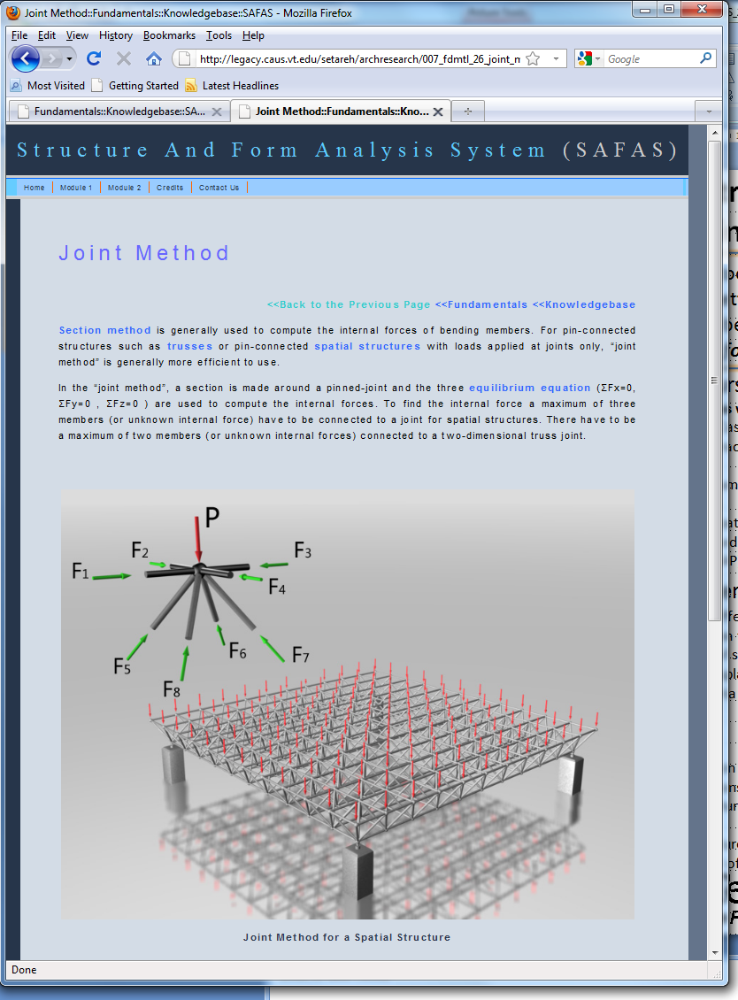 Joint Method::Fundamentals::Knowledgebase::SAFAS - Mozilla Firefox
File Edit View History Bookmarks Tools Help
http://legacy.caus.vt.edu/setareh/archresearch/007_fdmtl_26_joint_m
Google
Most Visited Getting Started Latest Headlines
Fundamentals::Knowledgebase::SA... Joint Method::Fundamentals::Kno...
Structure And Form Analysis System (SAFAS)
Home Module 1 Module 2 Credits Contact Us
Joint Method
<<Back to the Previous Page <<Fundamentals <<Knowledgebase
Section method is generally used to compute the internal forces of bending members. For pin-connected
structures such as trusses or pin-connected spatial structures with loads applied at joints only, “joint
method” is generally more efficient to use.
In the “joint method”, a section is made around a pinned-joint and the three equilibrium equation (ΣFx=0,
ΣFy=0 , ΣFz=0 ) are used to compute the internal forces. To find the internal force a maximum of three
members (or unknown internal force) have to be connected to a joint for spatial structures. There have to be
a maximum of two members (or unknown internal forces) connected to a two-dimensional truss joint.
P
F2 F3
F1
F4
F6
F5 F7
F8
Joint Method for a Spatial Structure
Done